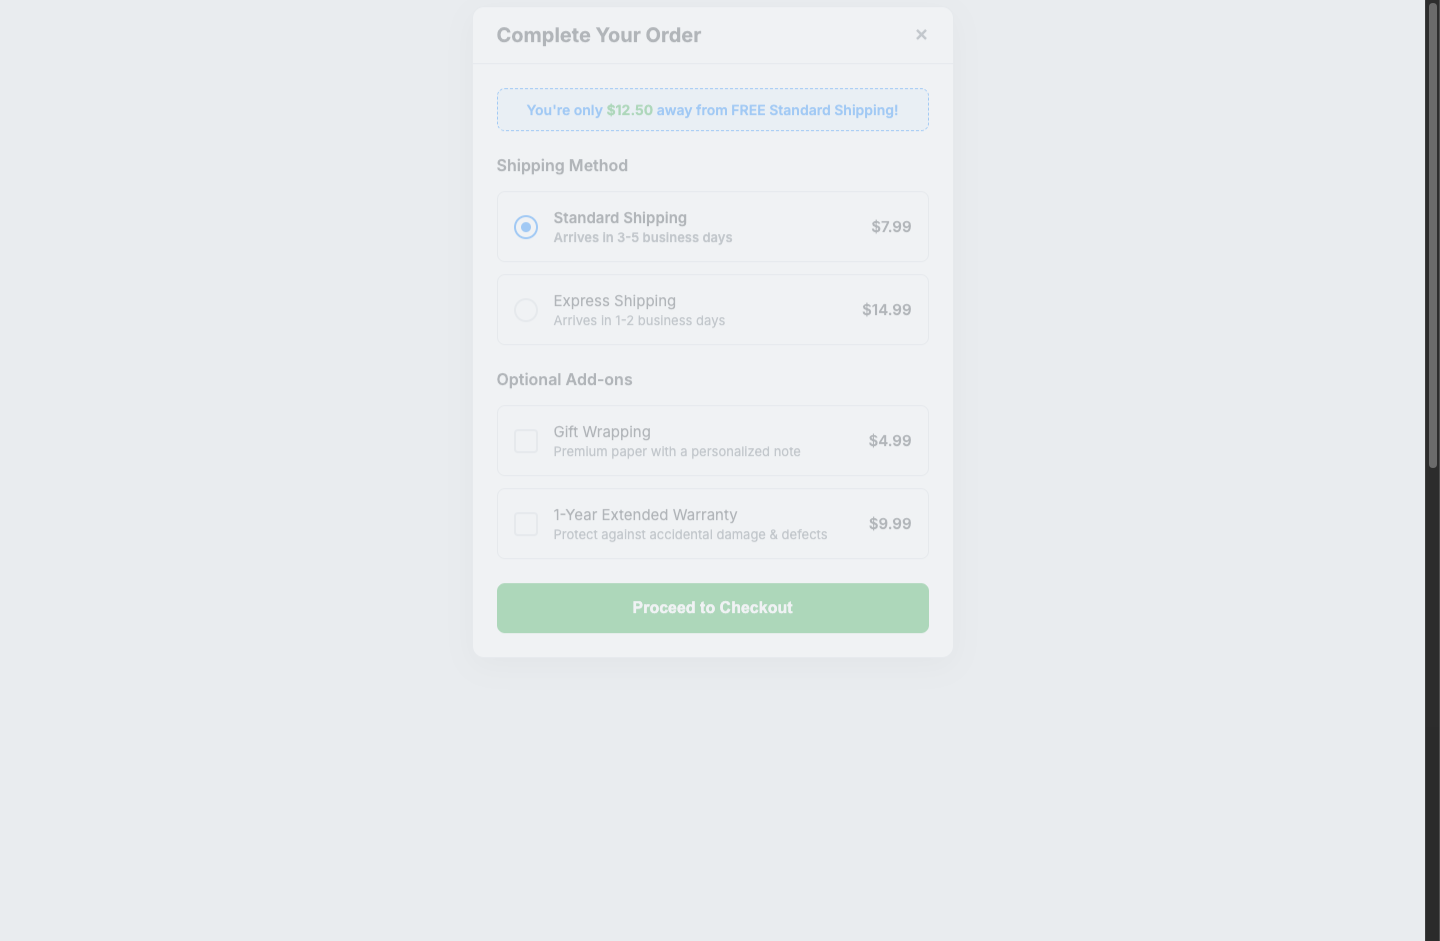 Complete Your Order
×
You're only $12.50 away from FREE Standard Shipping!
Shipping Method
Standard Shipping
Arrives in 3-5 business days
$7.99
Express Shipping
Arrives in 1-2 business days
$14.99
Optional Add-ons
Gift Wrapping
Premium paper with a personalized note
$4.99
1-Year Extended Warranty
Protect against accidental damage & defects
$9.99
Proceed to Checkout